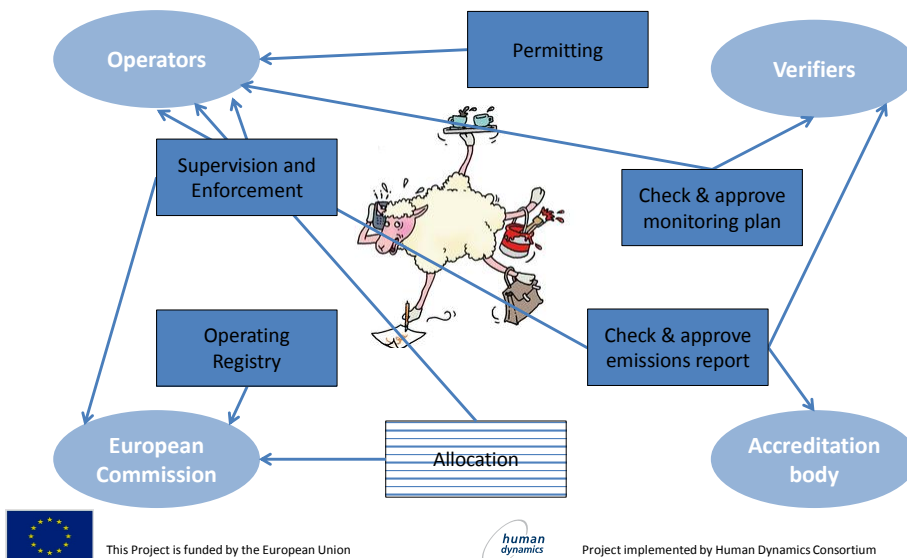 Operators
Permitting
Verifiers
Supervision and
Enforcement
Check & approve
monitoring plan
Operating
Registry
Check & approve
emissions report
European
Commission
Allocation
Accreditation
body
This Project is funded by the European Union
human
dynamics
Project implemented by Human Dynamics Consortium